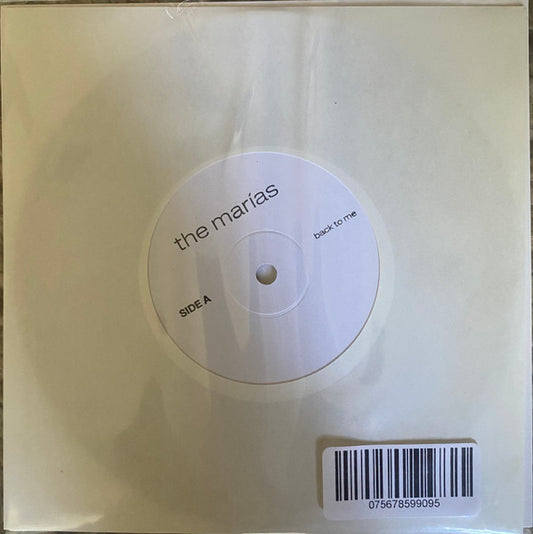 the marías
back to me
SIDE A
075678599095